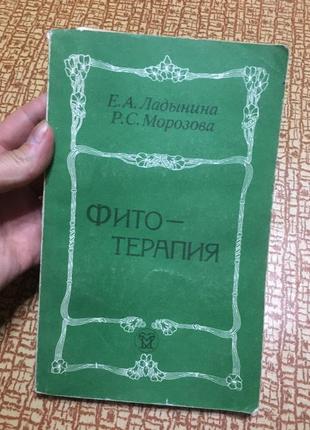 Е.А.Ладынина
Р.С.Морозова
Фито-
терапия